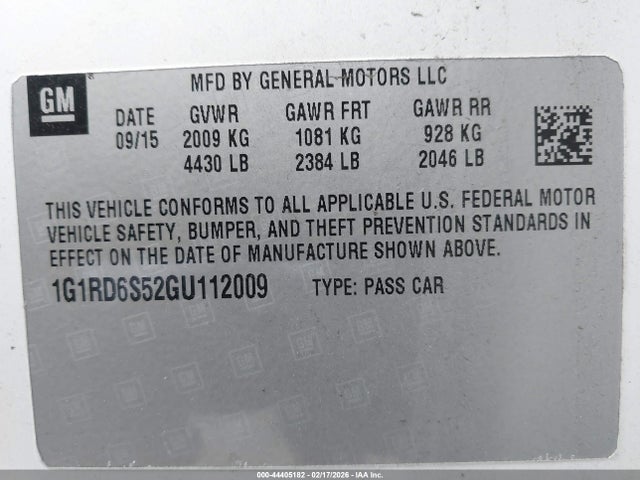 GM
MFD BY GENERAL MOTORS LLC
DATE GVWR GAWR FRT GAWR RR
09/15 2009 KG 1081 KG 928 KG
4430 LB 2384 LB 2046 LB
THIS VEHICLE CONFORMS TO ALL APPLICABLE U.S. FEDERAL MOTOR
VEHICLE SAFETY, BUMPER, AND THEFT PREVENTION STANDARDS IN
EFFECT ON THE DATE OF MANUFACTURE SHOWN ABOVE.
1G1RD6S52GU112009 TYPE: PASS CAR
000-44405182 - 02/17/2026 - IAA Inc.